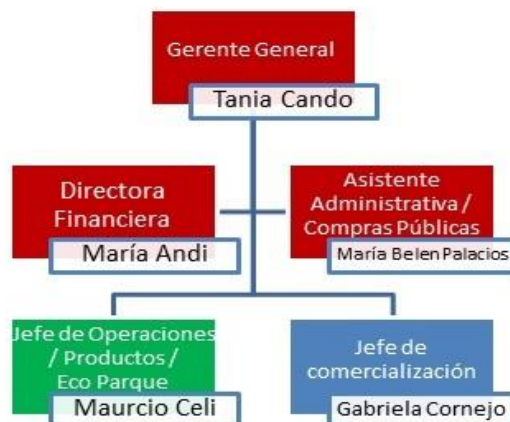 Gerente General
Tania Cando
Directora
Financiera
María Andi
Asistente
Administrativa /
Compras Públicas
María Belen Palacios
Jefe de Operaciones
/ Productos /
Eco Parque
Maurcio Celi
Jefe de
comercialización
Gabriela Cornejo